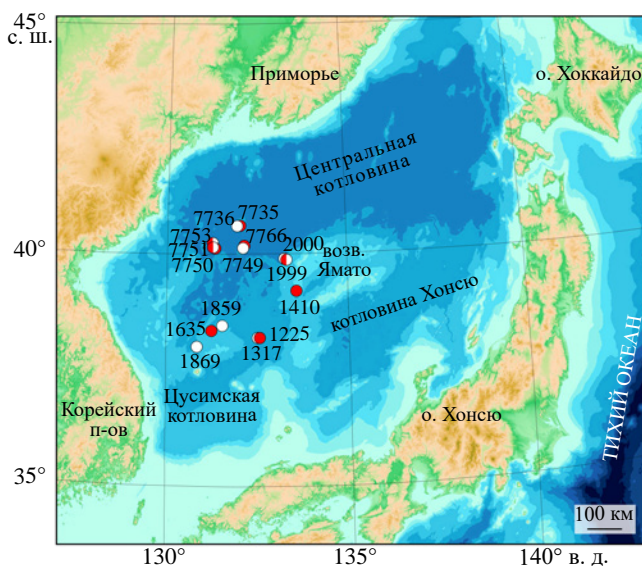 45°
с. ш.
Приморье
о. Хоккайдо
Центральная
котловина
7736
7735
7753
7766
2000
возв.
Ямато
40°
7751
7750
7749
1999
1410
котловина Хонсю
1859
1635
1225
1317
1869
Цусимская
котловина
Корейский
п-ов
о. Хонсю
ТИХИЙ ОКЕАН
35°
100 км
130°
135°
140° в. д.